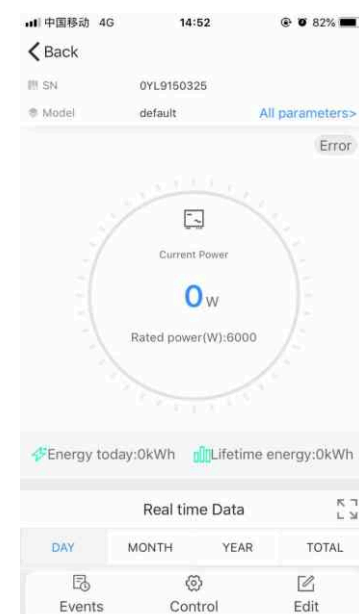 中国移动 4G 14:52 82%
Back
SN 0YL9150325
Model default All parameters>
Error
Current Power
0W
Rated power(W):6000
Energy today:0kWh Lifetime energy:0kWh
Real time Data
DAY MONTH YEAR TOTAL
Events Control Edit